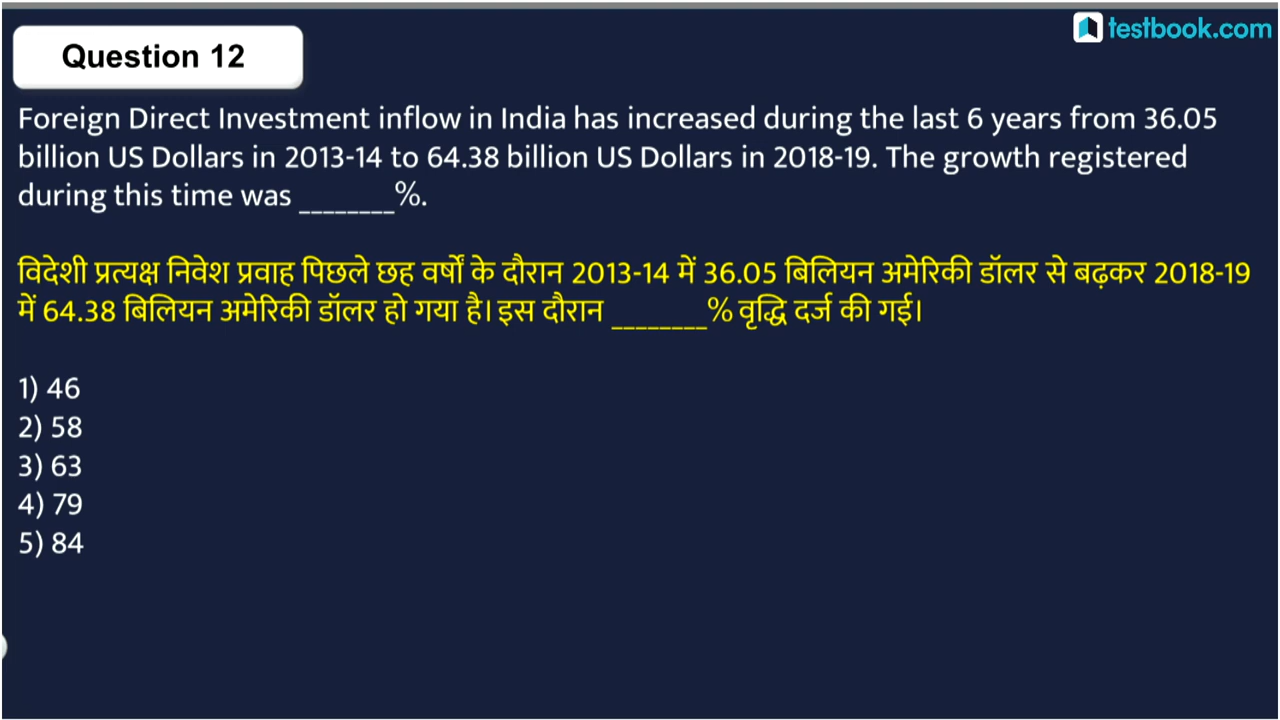 testbook.com
Question 12
Foreign Direct Investment inflow in India has increased during the last 6 years from 36.05
billion US Dollars in 2013-14 to 64.38 billion US Dollars in 2018-19. The growth registered
during this time was ________%.
विदेशी प्रत्यक्ष निवेश प्रवाह पिछले छह वर्षों के दौरान 2013-14 में 36.05 बिलियन अमेरिकी डॉलर से बढ़कर 2018-19
में 64.38 बिलियन अमेरिकी डॉलर हो गया है। इस दौरान ________% वृद्धि दर्ज की गई।
1) 46
2) 58
3) 63
4) 79
5) 84